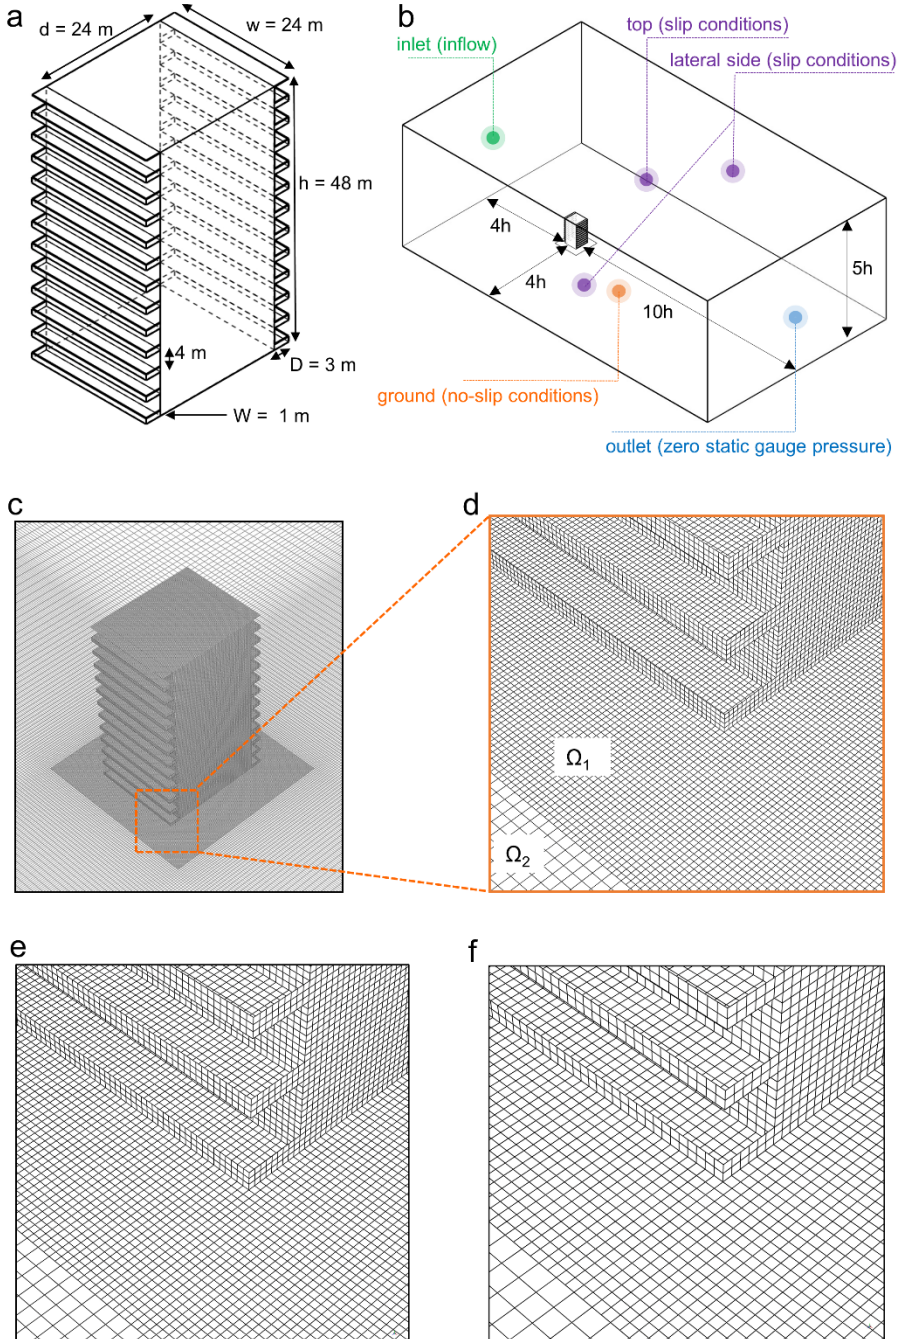 a
d = 24 m
w = 24 m
h = 48 m
4 m
D = 3 m
W = 1 m
b
top (slip conditions)
inlet (inflow)
lateral side (slip conditions)
4h
4h
5h
10h
ground (no-slip conditions)
outlet (zero static gauge pressure)
c
d
Ω1
Ω2
e
f